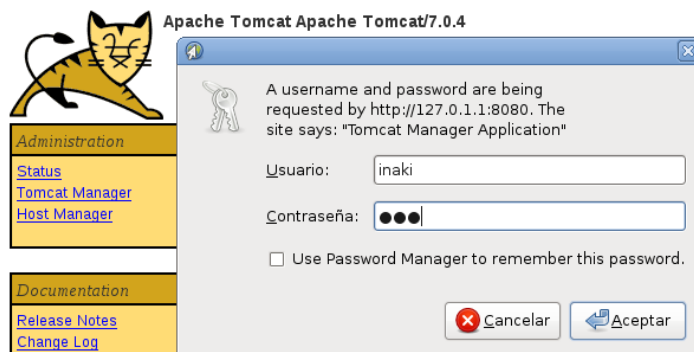 Apache Tomcat Apache Tomcat/7.0.4
A username and password are being
requested by http://127.0.1.1:8080. The
site says: "Tomcat Manager Application"
Usuario: inaki
Contraseña: ●●●
Use Password Manager to remember this password.
Cancelar
Aceptar
Administration
Status
Tomcat Manager
Host Manager
Documentation
Release Notes
Change Log